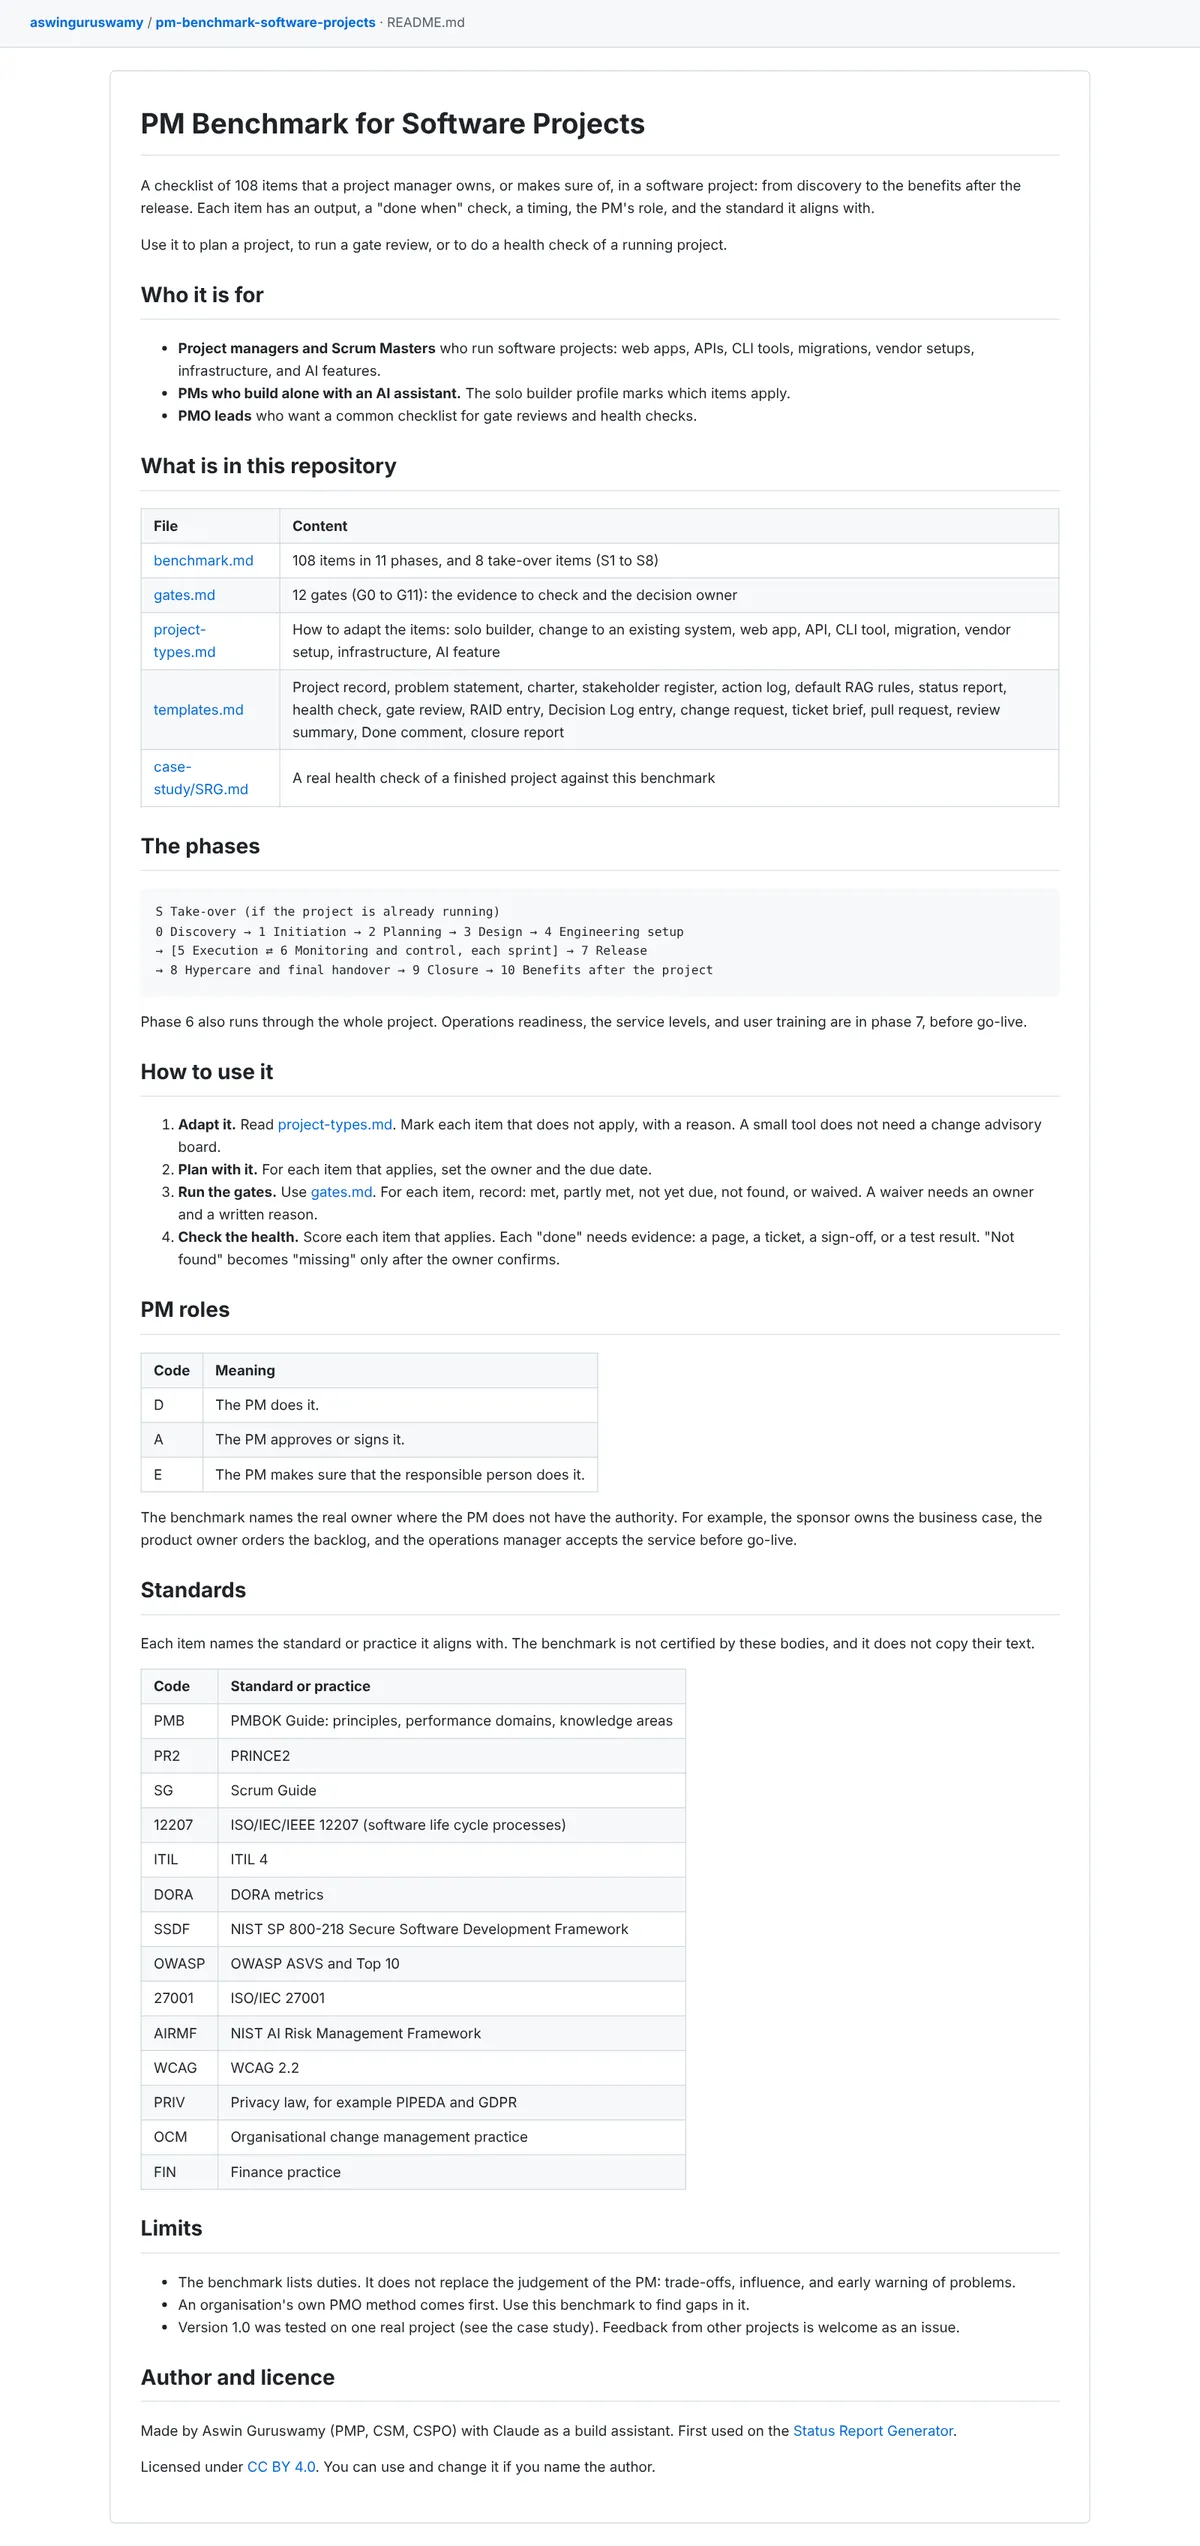 aswinguruswamy / pm-benchmark-software-projects · README.md
PM Benchmark for Software Projects
A checklist of 108 items that a project manager owns, or makes sure of, in a software project: from discovery to the benefits after the
release. Each item has an output, a "done when" check, a timing, the PM's role, and the standard it aligns with.
Use it to plan a project, to run a gate review, or to do a health check of a running project.
Who it is for
• Project managers and Scrum Masters who run software projects: web apps, APIs, CLI tools, migrations, vendor setups,
infrastructure, and AI features.
• PMs who build alone with an AI assistant. The solo builder profile marks which items apply.
• PMO leads who want a common checklist for gate reviews and health checks.
What is in this repository
File Content
benchmark.md 108 items in 11 phases, and 8 take-over items (S1 to S8)
gates.md 12 gates (G0 to G11): the evidence to check and the decision owner
project-
types.md
How to adapt the items: solo builder, change to an existing system, web app, API, CLI tool, migration, vendor
setup, infrastructure, AI feature
templates.md
Project record, problem statement, charter, stakeholder register, action log, default RAG rules, status report,
health check, gate review, RAID entry, Decision Log entry, change request, ticket brief, pull request, review
summary, Done comment, closure report
case-
study/SRG.md
A real health check of a finished project against this benchmark
The phases
S Take-over (if the project is already running)
0 Discovery → 1 Initiation → 2 Planning → 3 Design → 4 Engineering setup
→ [5 Execution ⇄ 6 Monitoring and control, each sprint] → 7 Release
→ 8 Hypercare and final handover → 9 Closure → 10 Benefits after the project
Phase 6 also runs through the whole project. Operations readiness, the service levels, and user training are in phase 7, before go-live.
How to use it
1. Adapt it. Read project-types.md. Mark each item that does not apply, with a reason. A small tool does not need a change advisory
board.
2. Plan with it. For each item that applies, set the owner and the due date.
3. Run the gates. Use gates.md. For each item, record: met, partly met, not yet due, not found, or waived. A waiver needs an owner
and a written reason.
4. Check the health. Score each item that applies. Each "done" needs evidence: a page, a ticket, a sign-off, or a test result. "Not
found" becomes "missing" only after the owner confirms.
PM roles
Code Meaning
D The PM does it.
A The PM approves or signs it.
E The PM makes sure that the responsible person does it.
The benchmark names the real owner where the PM does not have the authority. For example, the sponsor owns the business case, the
product owner orders the backlog, and the operations manager accepts the service before go-live.
Standards
Each item names the standard or practice it aligns with. The benchmark is not certified by these bodies, and it does not copy their text.
Code Standard or practice
PMB PMBOK Guide: principles, performance domains, knowledge areas
PR2 PRINCE2
SG Scrum Guide
12207 ISO/IEC/IEEE 12207 (software life cycle processes)
ITIL ITIL 4
DORA DORA metrics
SSDF NIST SP 800-218 Secure Software Development Framework
OWASP OWASP ASVS and Top 10
27001 ISO/IEC 27001
AIRMF NIST AI Risk Management Framework
WCAG WCAG 2.2
PRIV Privacy law, for example PIPEDA and GDPR
OCM Organisational change management practice
FIN Finance practice
Limits
• The benchmark lists duties. It does not replace the judgement of the PM: trade-offs, influence, and early warning of problems.
• An organisation's own PMO method comes first. Use this benchmark to find gaps in it.
• Version 1.0 was tested on one real project (see the case study). Feedback from other projects is welcome as an issue.
Author and licence
Made by Aswin Guruswamy (PMP, CSM, CSPO) with Claude as a build assistant. First used on the Status Report Generator.
Licensed under CC BY 4.0. You can use and change it if you name the author.